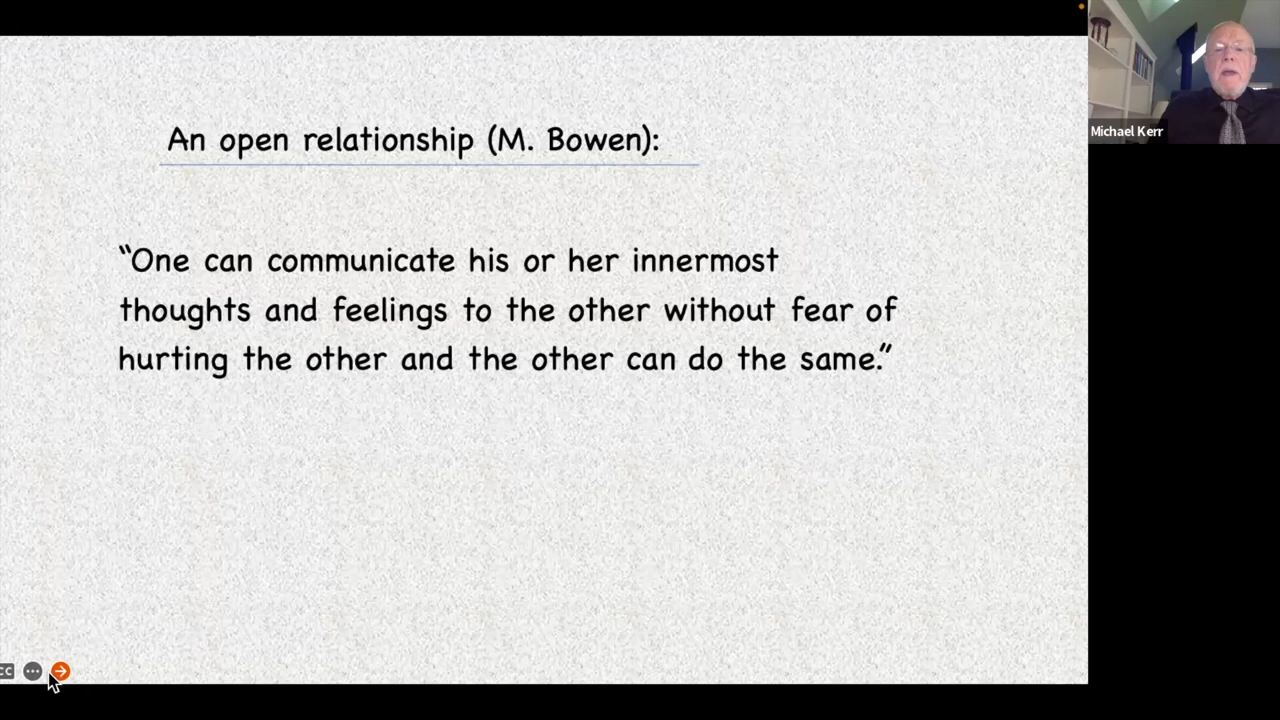 An open relationship (M. Bowen):
“One can communicate his or her innermost
thoughts and feelings to the other without fear of
hurting the other and the other can do the same.”
Michael Kerr
CC